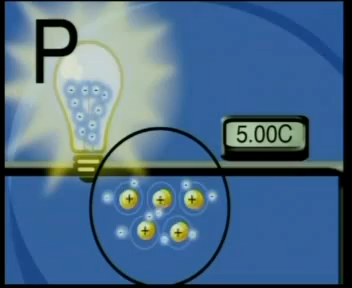 P
5.00C
+ + +
+ +